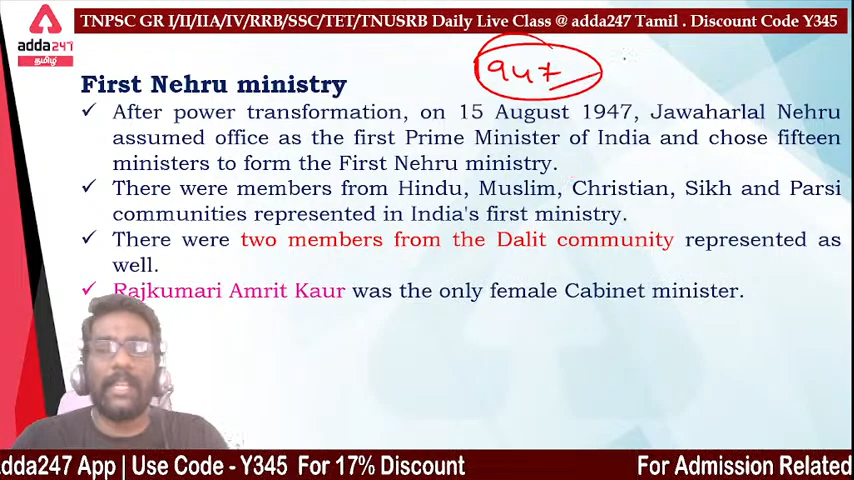 TNPSC GR I/II/IIA/IV/RRB/SSC/TET/TNUSRB Daily Live Class @ adda247 Tamil . Discount Code Y345
adda247
தமிழ்
947
First Nehru ministry
✓ After power transformation, on 15 August 1947, Jawaharlal Nehru
assumed office as the first Prime Minister of India and chose fifteen
ministers to form the First Nehru ministry.
✓ There were members from Hindu, Muslim, Christian, Sikh and Parsi
communities represented in India's first ministry.
✓ There were two members from the Dalit community represented as
well.
✓ Rajkumari Amrit Kaur was the only female Cabinet minister.
dda247 App | Use Code - Y345 For 17% Discount For Admission Related